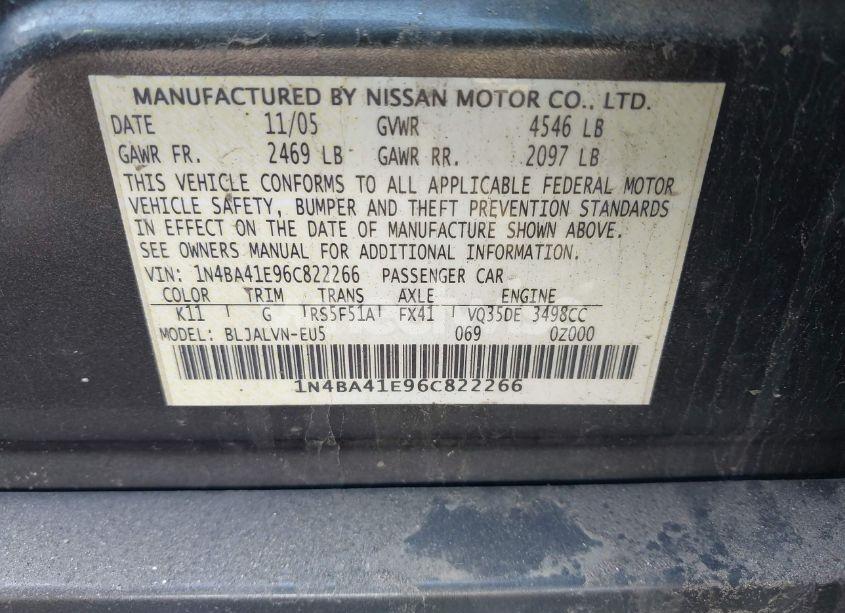 MANUFACTURED BY NISSAN MOTOR CO., LTD.
DATE 11/05 GVWR 4546 LB
GAWR FR. 2469 LB GAWR RR. 2097 LB
THIS VEHICLE CONFORMS TO ALL APPLICABLE FEDERAL MOTOR
VEHICLE SAFETY, BUMPER AND THEFT PREVENTION STANDARDS
IN EFFECT ON THE DATE OF MANUFACTURE SHOWN ABOVE.
SEE OWNERS MANUAL FOR ADDITIONAL INFORMATION.
VIN: 1N4BA41E96C822266 PASSENGER CAR
COLOR TRIM TRANS AXLE ENGINE
K11 G RS5F51A FX41 VQ35DE 3498CC
MODEL: BLJALVN-EU5 069 0Z000
1N4BA41E96C822266